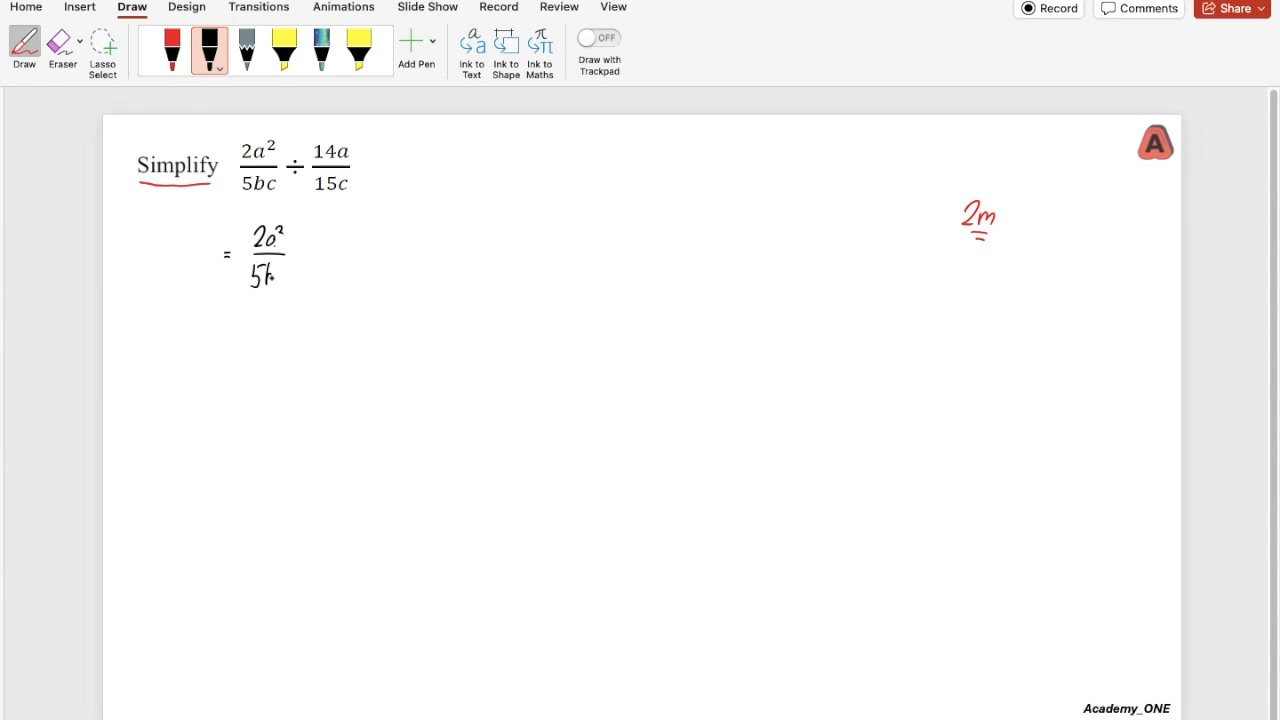 Home Insert Draw Design Transitions Animations Slide Show Record Review View Record Comments Share
Draw Eraser Lasso Select Add Pen Ink to Text Ink to Shape Ink to Maths OFF Draw with Trackpad
Simplify 2a²/5bc ÷ 14a/15c
A
2m
= 2a²/5b
Academy_ONE